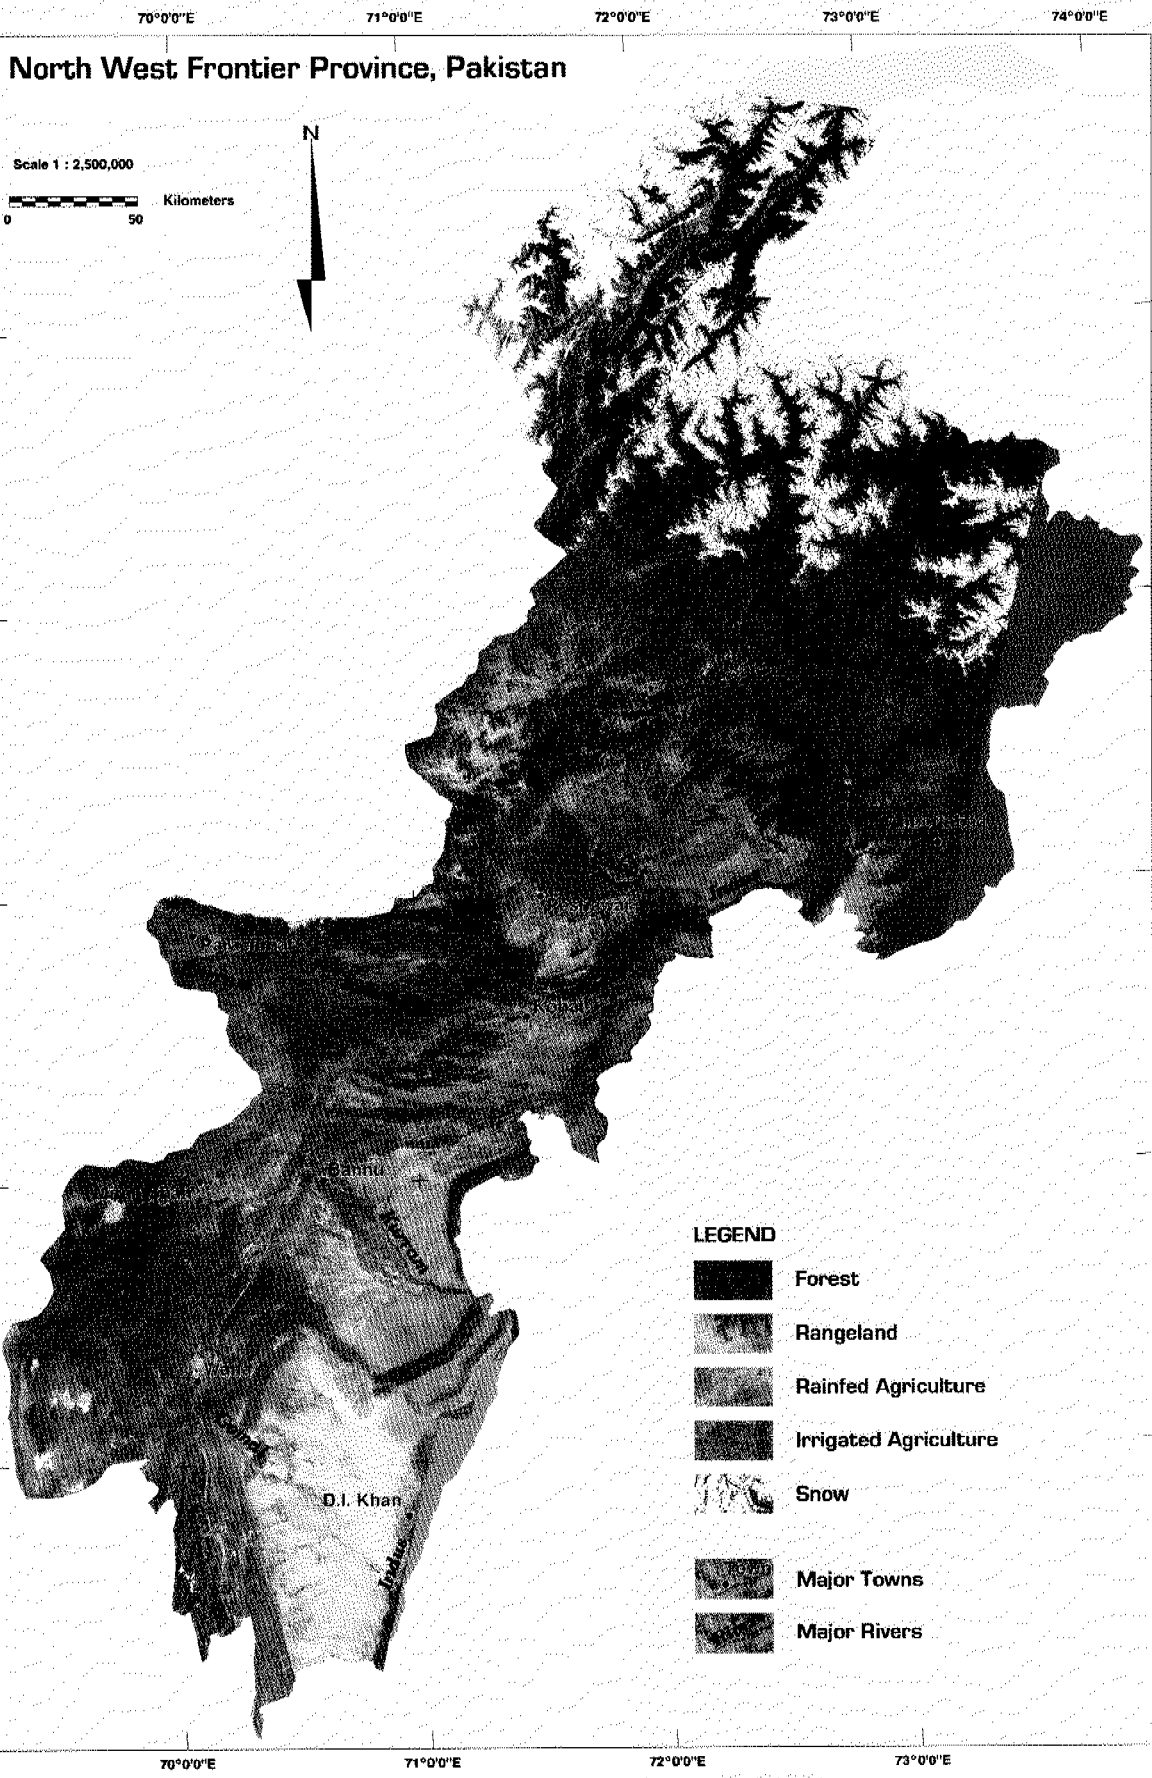 70°0'0"E 71°0'0"E 72°0'0"E 73°0'0"E 74°0'0"E
North West Frontier Province, Pakistan
N
Scale 1 : 2,500,000
Kilometers
0 50
Kohat
Bannu
Kurram
LEGEND
Forest
Rangeland
Rainfed Agriculture
Irrigated Agriculture
Snow
D.I. Khan
Indus
Major Towns
Major Rivers
70°0'0"E 71°0'0"E 72°0'0"E 73°0'0"E